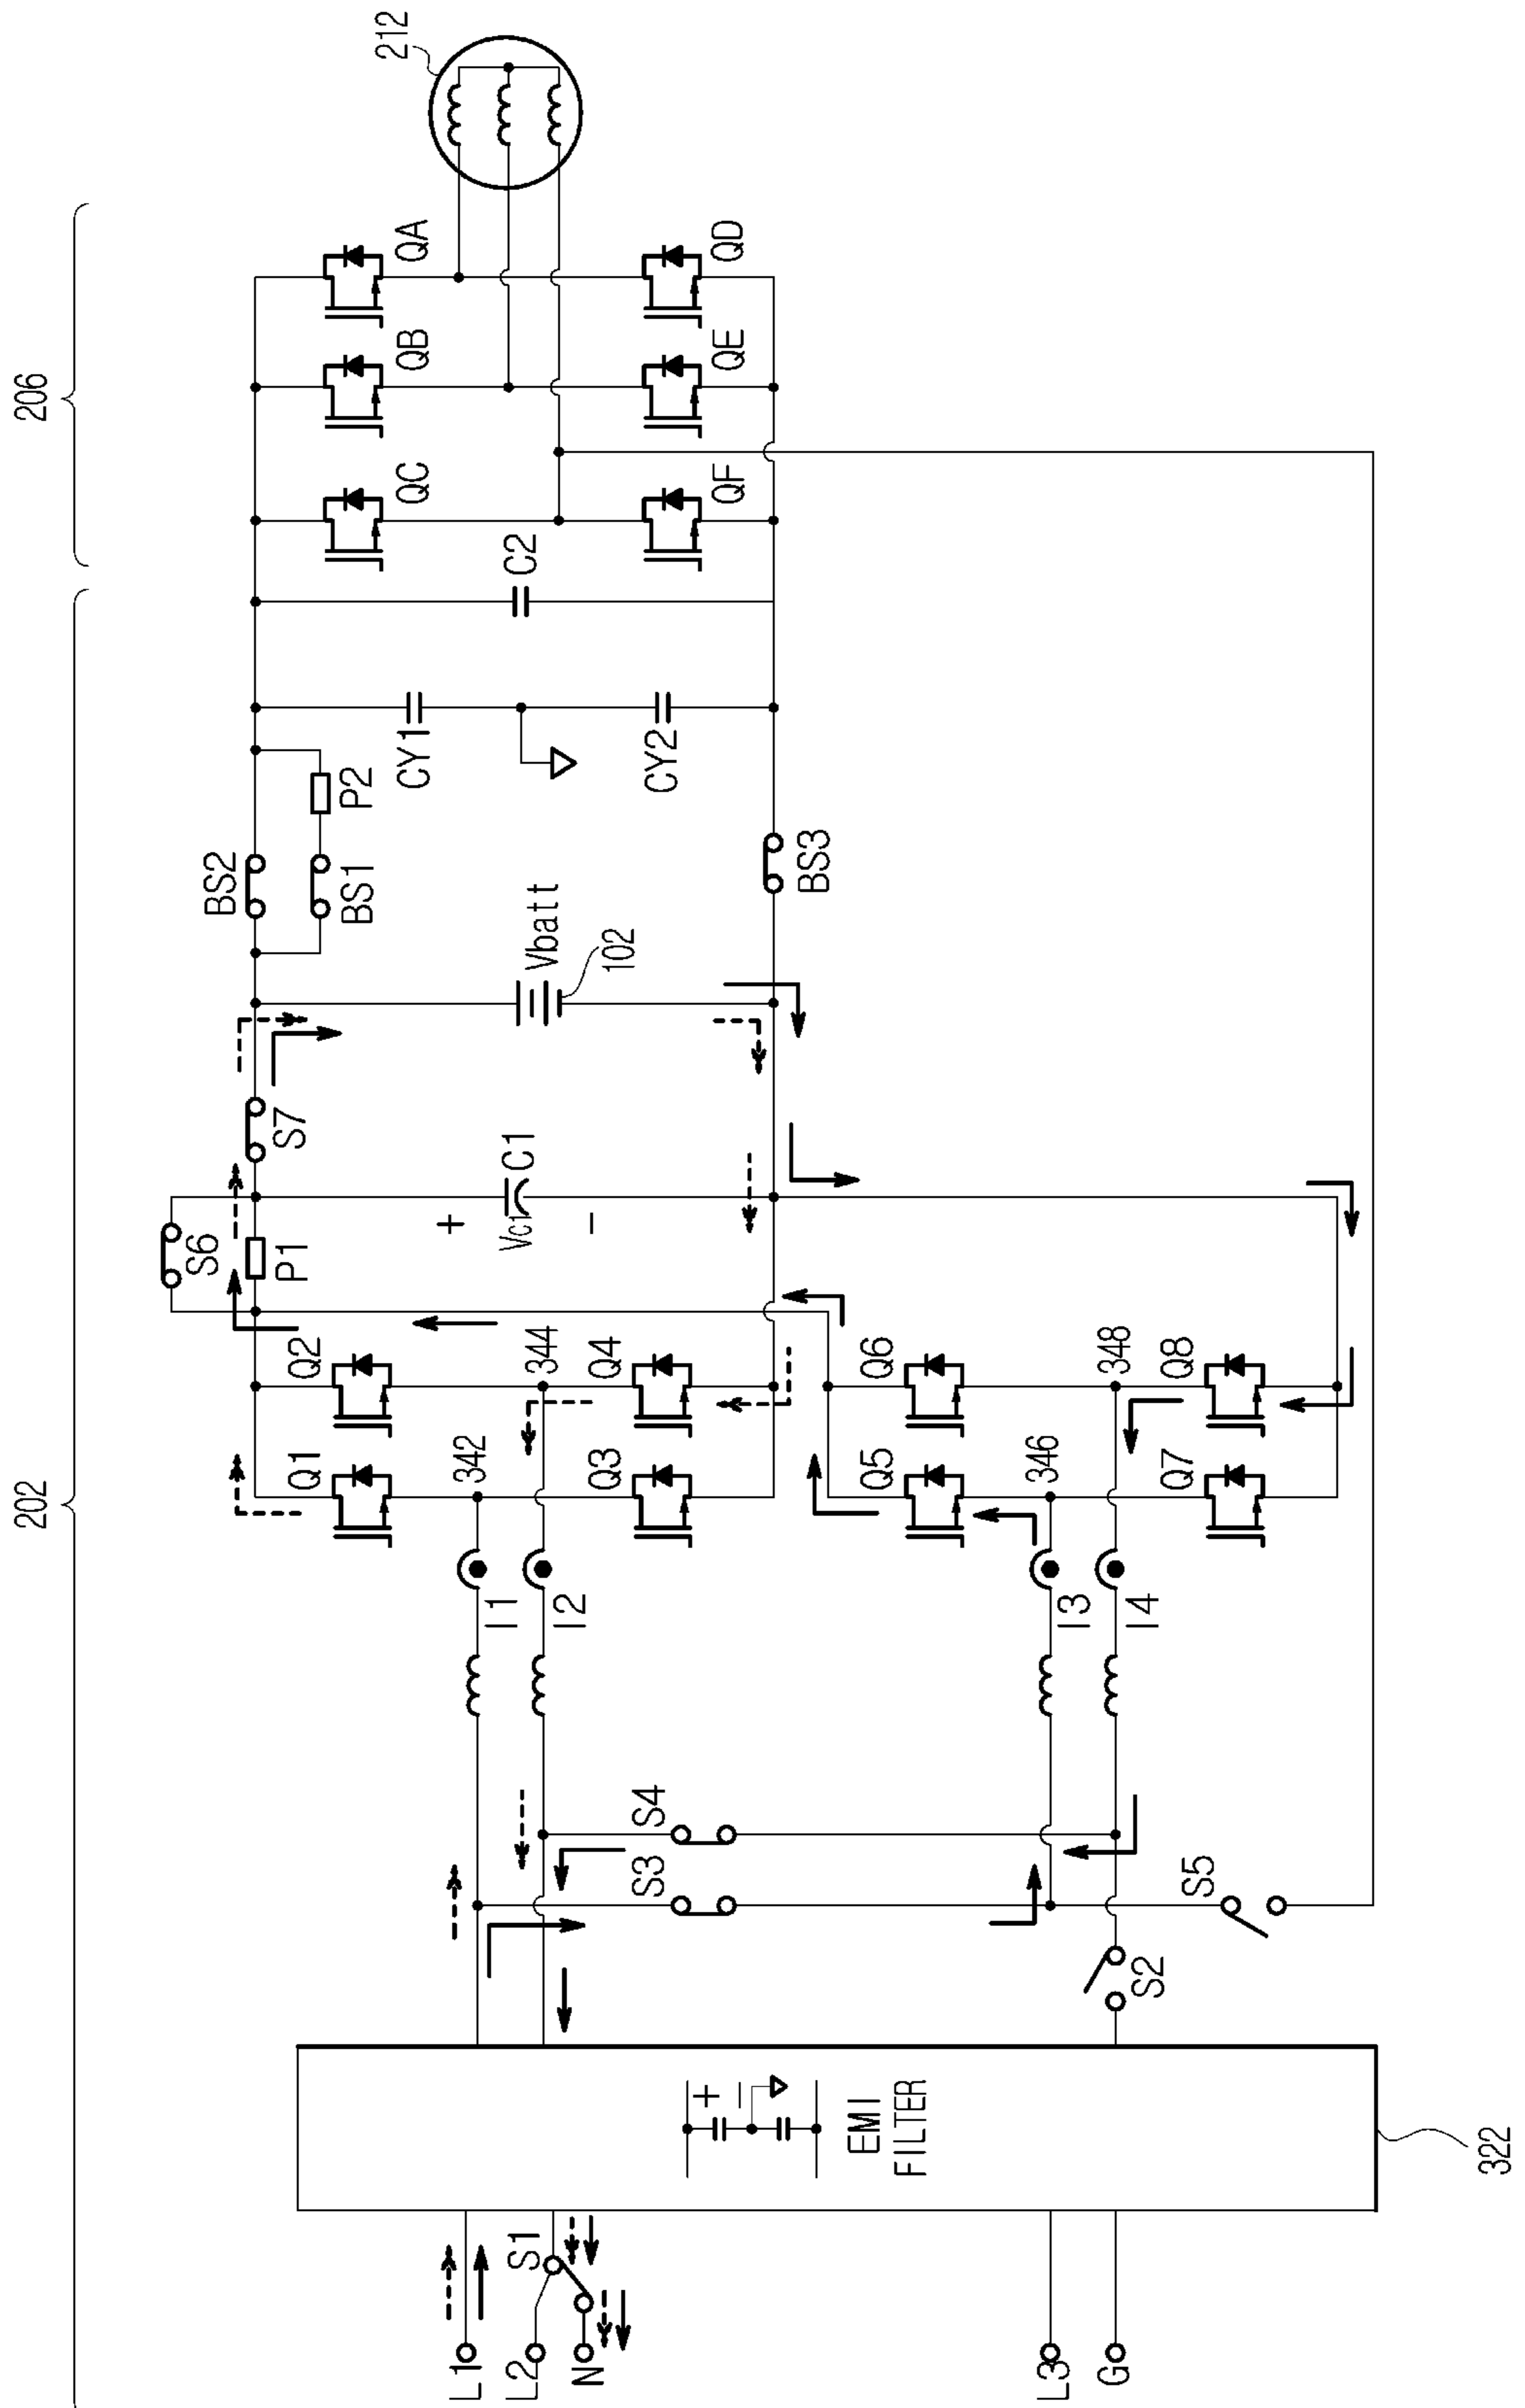 202
206
212
BS2
S6
S7
BS1
P2
P1
Q1
Q2
QC
QB
QA
+
Vc1
C1
−
Vbatt
102
CY1
C2
342
344
I1
I2
Q3
Q4
CY2
BS3
QF
QE
QD
L1
L2
S1
N
+
−
EMI
FILTER
S3
S4
Q5
Q6
L3
G
346
348
I3
I4
S2
S5
Q7
Q8
322